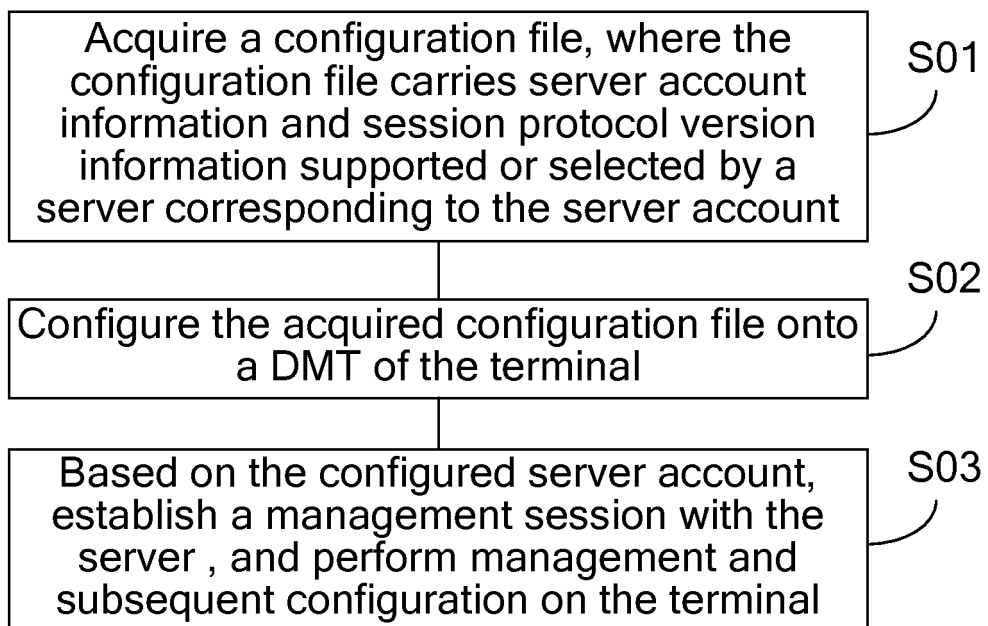 Acquire a configuration file, where the
configuration file carries server account
information and session protocol version
information supported or selected by a
server corresponding to the server account
S01
Configure the acquired configuration file onto
a DMT of the terminal
S02
Based on the configured server account,
establish a management session with the
server , and perform management and
subsequent configuration on the terminal
S03